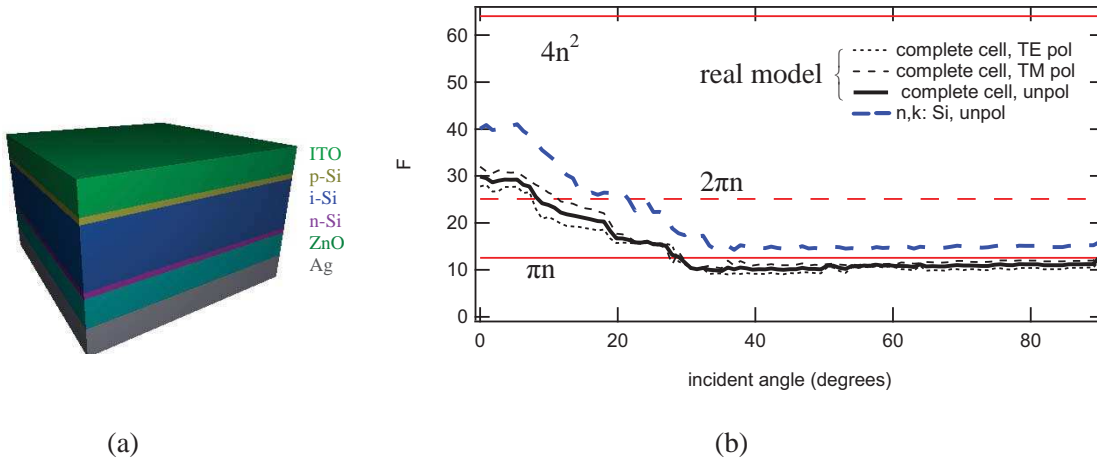 ITO
p-Si
i-Si
n-Si
ZnO
Ag
(a)
60
50
40
30
20
10
0
F
4n²
real model
complete cell, TE pol
complete cell, TM pol
complete cell, unpol
n,k: Si, unpol
2πn
πn
0
20
40
60
80
incident angle (degrees)
(b)